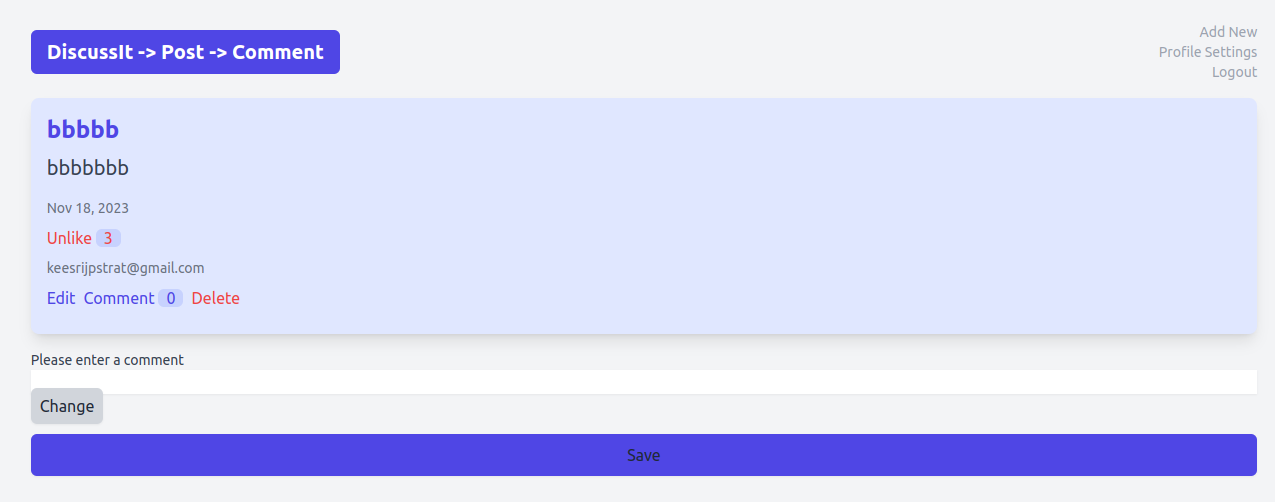 DiscussIt -> Post -> Comment
Add New
Profile Settings
Logout
bbbbb
bbbbbbb
Nov 18, 2023
Unlike 3
keesrijpstrat@gmail.com
Edit Comment 0 Delete
Please enter a comment
Change
Save